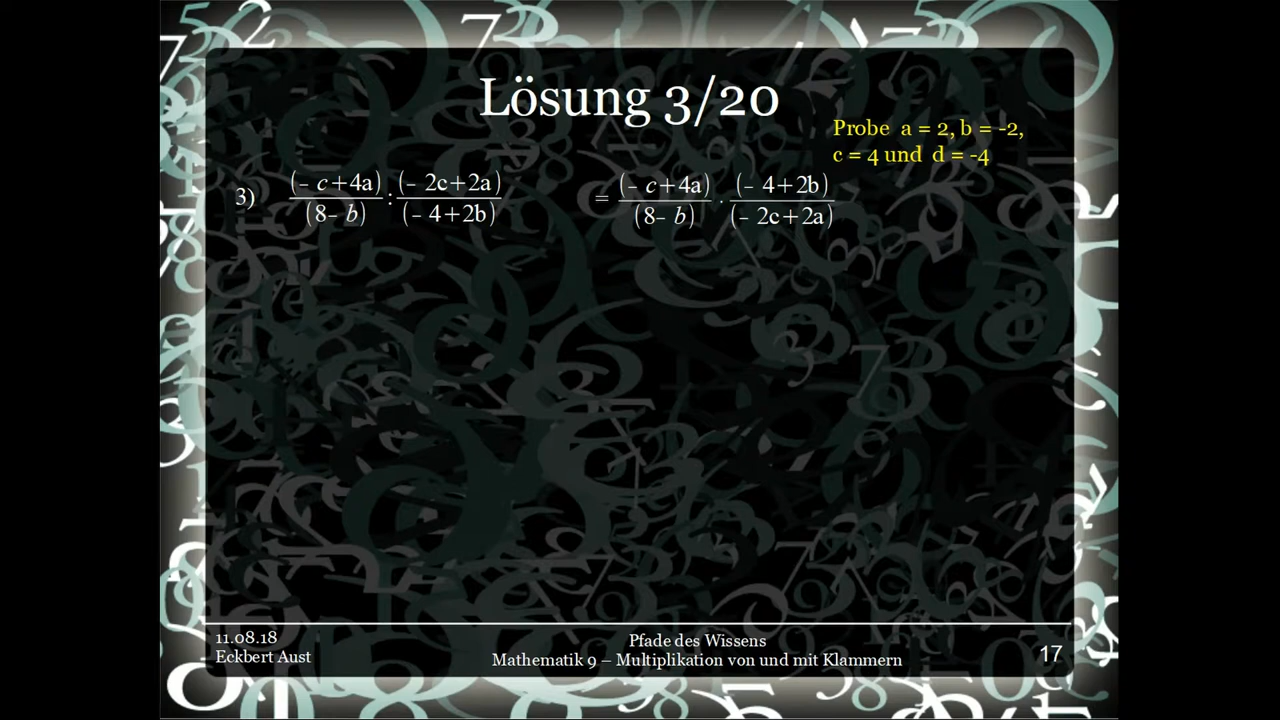 Lösung 3/20
Probe a = 2, b = -2,
c = 4 und d = -4
3) (– c+4a)/(8– b) : (– 2c+2a)/(– 4+2b) = (– c+4a)/(8– b) · (– 4+2b)/(– 2c+2a)
11.08.18
Eckbert Aust
Pfade des Wissens
Mathematik 9 – Multiplikation von und mit Klammern
17